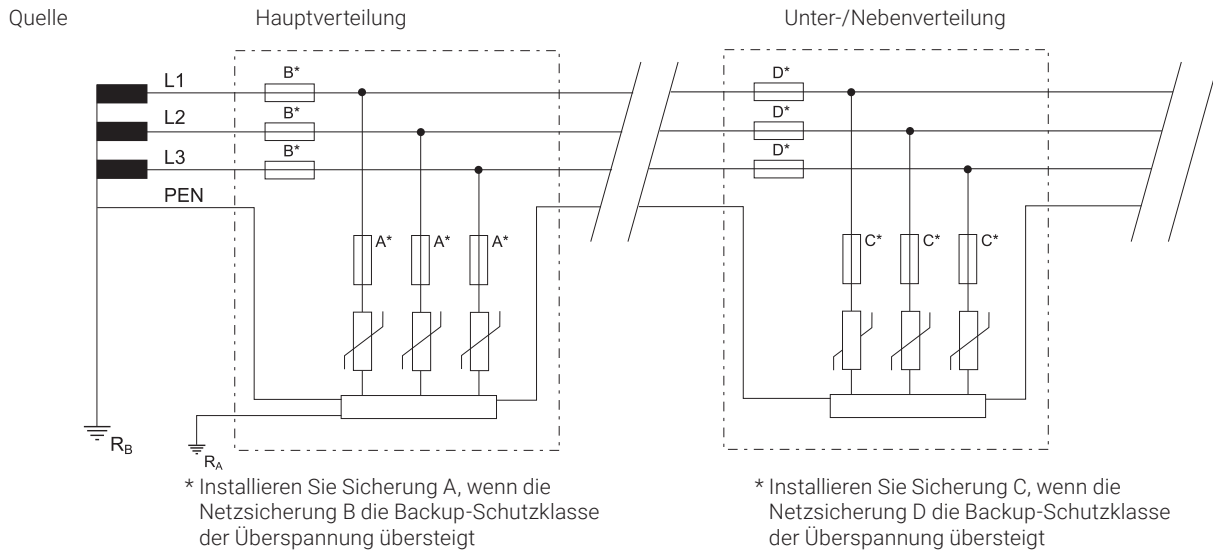 Quelle
Hauptverteilung
Unter-/Nebenverteilung
L1
B*
D*
L2
B*
D*
L3
B*
D*
PEN
A*
A*
A*
C*
C*
C*
RB
RA
* Installieren Sie Sicherung A, wenn die
Netzsicherung B die Backup-Schutzklasse
der Überspannung übersteigt
* Installieren Sie Sicherung C, wenn die
Netzsicherung D die Backup-Schutzklasse
der Überspannung übersteigt